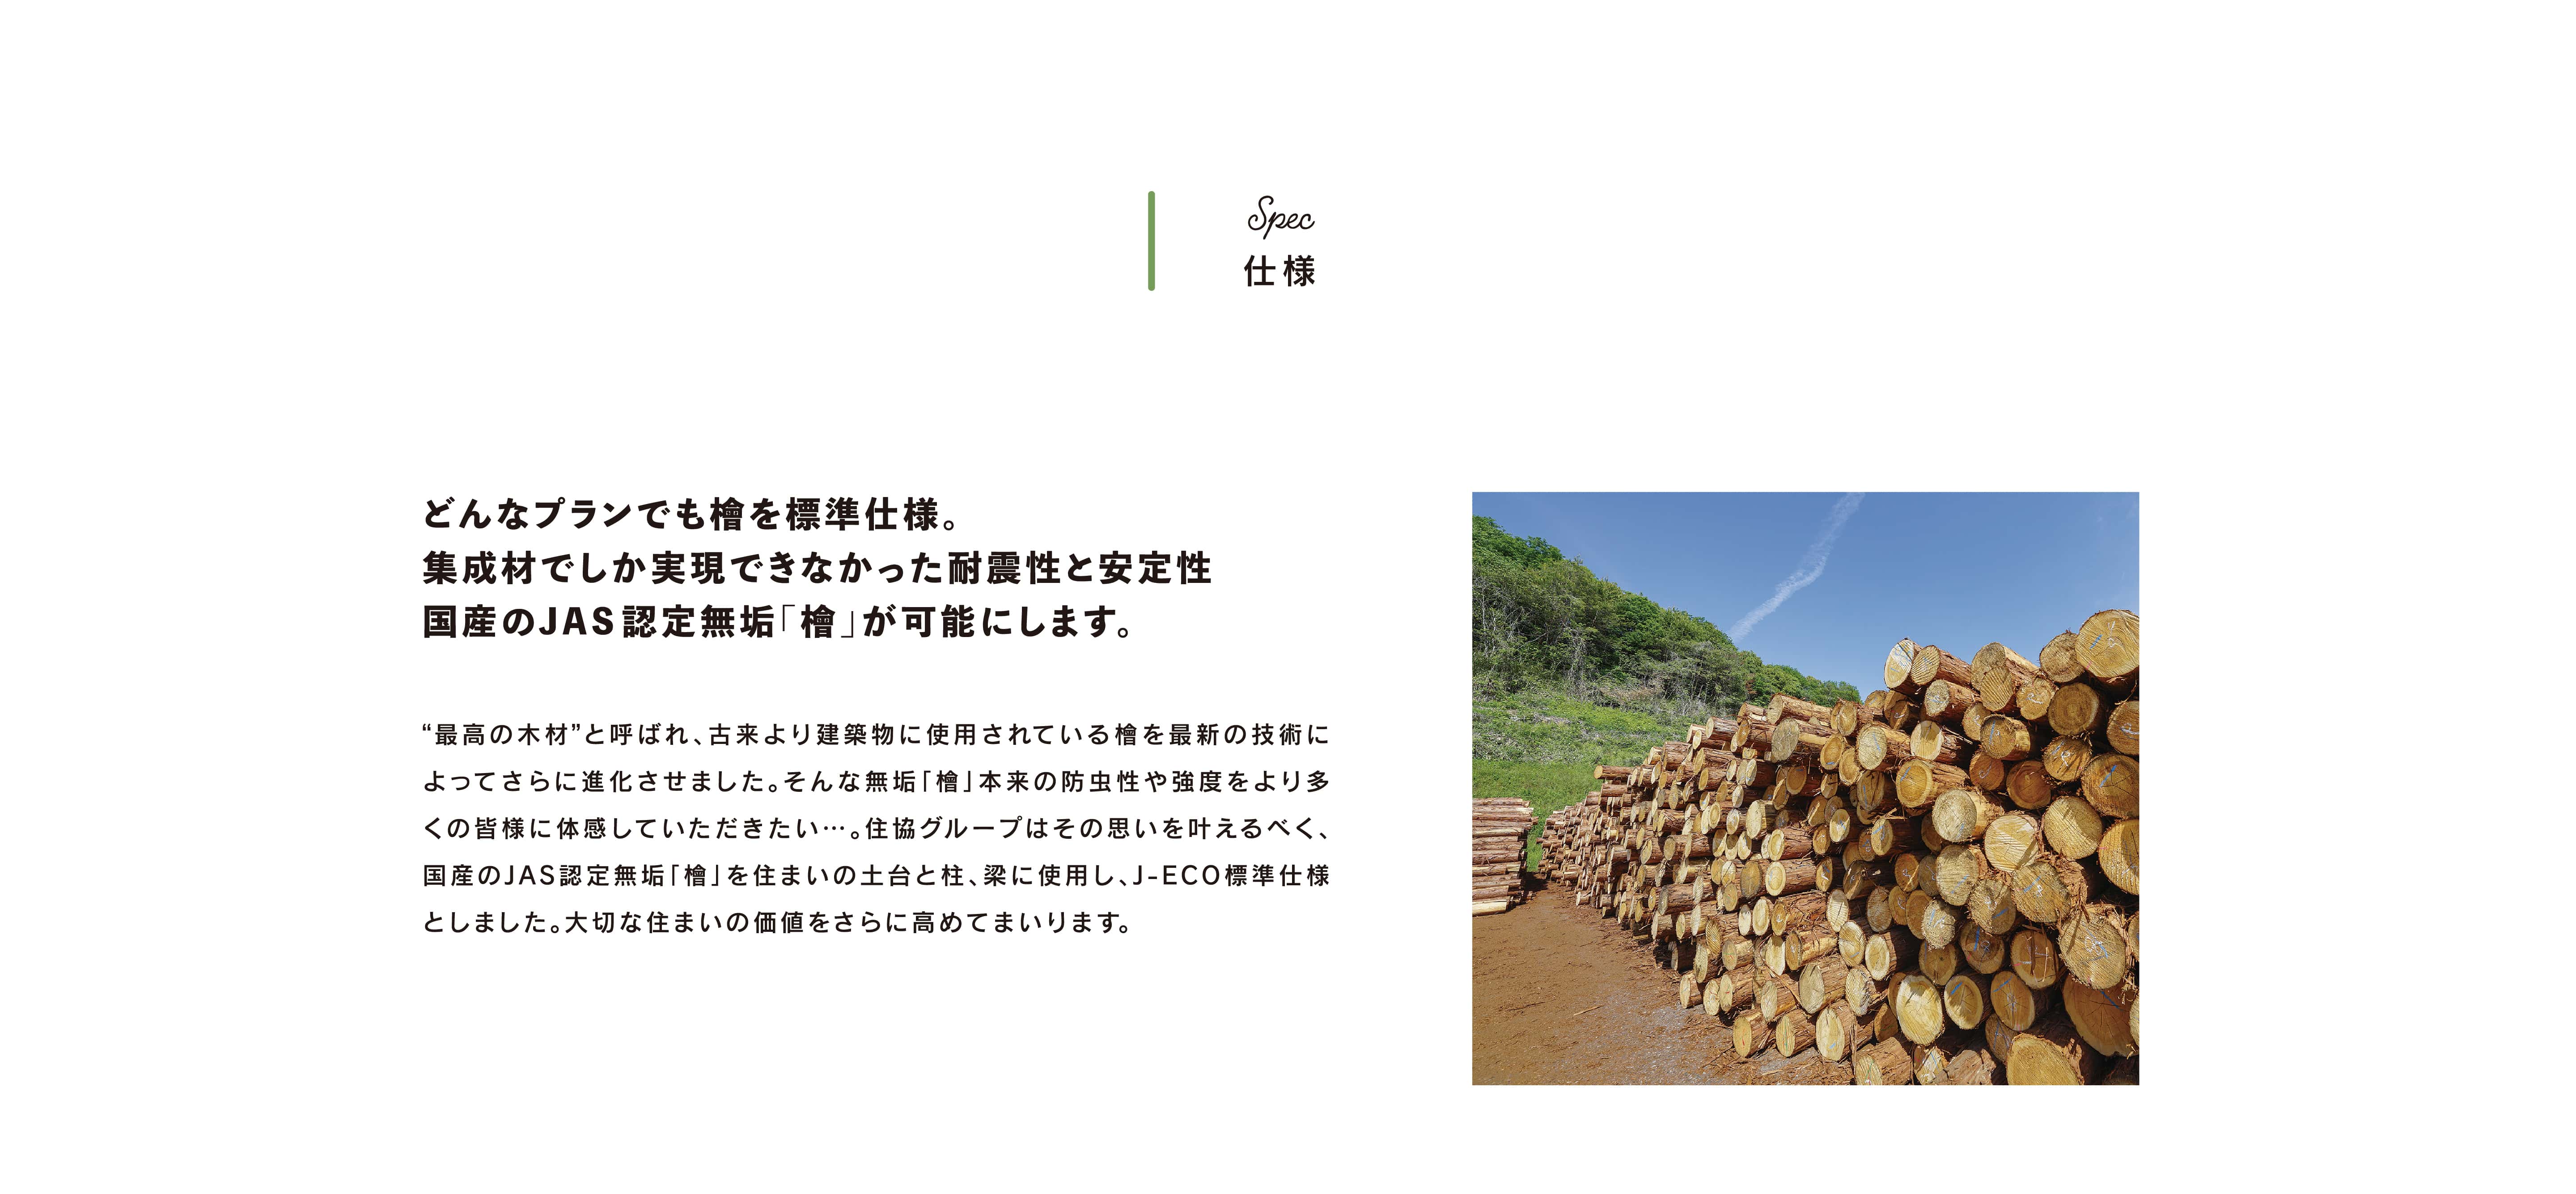 Spec
仕様
どんなプランでも檜を標準仕様。
集成材でしか実現できなかった耐震性と安定性
国産のJAS認定無垢「檜」が可能にします。
“最高の木材”と呼ばれ、古来より建築物に使用されている檜を最新の技術に
よってさらに進化させました。そんな無垢「檜」本来の防虫性や強度をより多
くの皆様に体感していただきたい…。住協グループはその思いを叶えるべく、
国産のJAS認定無垢「檜」を住まいの土台と柱、梁に使用し、J-ECO標準仕様
としました。大切な住まいの価値をさらに高めてまいります。